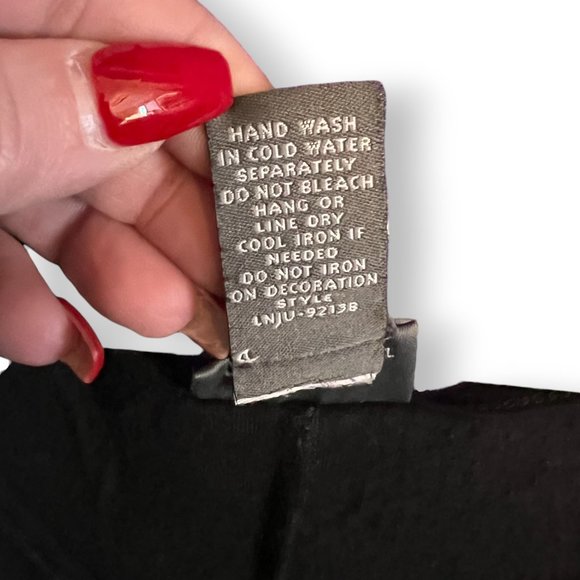 HAND WASH
IN COLD WATER
SEPARATELY
DO NOT BLEACH
HANG OR
LINE DRY
COOL IRON IF
NEEDED
DO NOT IRON
ON DECORATION
STYLE
LNJU-9213B